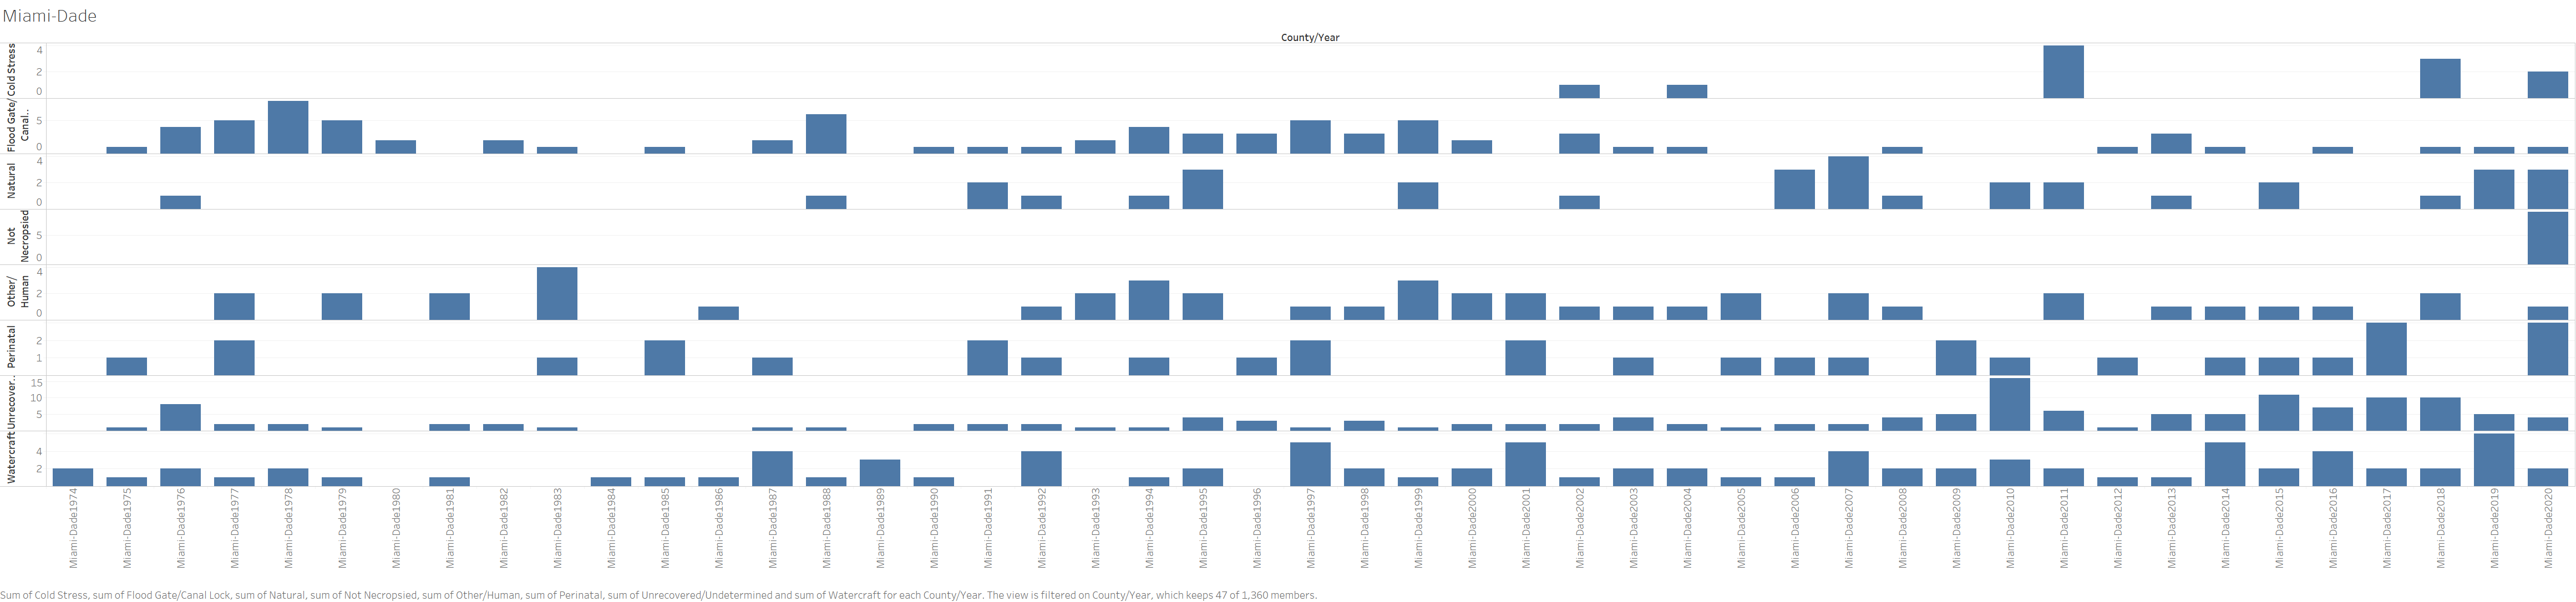 Miami-Dade
County/Year
Cold Stress
4
2
0
Flood Gate/
Canal..
5
0
Natural
4
2
0
Not
Necropsied
5
0
Other/
Human
4
2
0
Perinatal
2
1
Unrecover..
15
10
5
Watercraft
4
2
Miami-Dade1974
Miami-Dade1975
Miami-Dade1976
Miami-Dade1977
Miami-Dade1978
Miami-Dade1979
Miami-Dade1980
Miami-Dade1981
Miami-Dade1982
Miami-Dade1983
Miami-Dade1984
Miami-Dade1985
Miami-Dade1986
Miami-Dade1987
Miami-Dade1988
Miami-Dade1989
Miami-Dade1990
Miami-Dade1991
Miami-Dade1992
Miami-Dade1993
Miami-Dade1994
Miami-Dade1995
Miami-Dade1996
Miami-Dade1997
Miami-Dade1998
Miami-Dade1999
Miami-Dade2000
Miami-Dade2001
Miami-Dade2002
Miami-Dade2003
Miami-Dade2004
Miami-Dade2005
Miami-Dade2006
Miami-Dade2007
Miami-Dade2008
Miami-Dade2009
Miami-Dade2010
Miami-Dade2011
Miami-Dade2012
Miami-Dade2013
Miami-Dade2014
Miami-Dade2015
Miami-Dade2016
Miami-Dade2017
Miami-Dade2018
Miami-Dade2019
Miami-Dade2020
Sum of Cold Stress, sum of Flood Gate/Canal Lock, sum of Natural, sum of Not Necropsied, sum of Other/Human, sum of Perinatal, sum of Unrecovered/Undetermined and sum of Watercraft for each County/Year. The view is filtered on County/Year, which keeps 47 of 1,360 members.